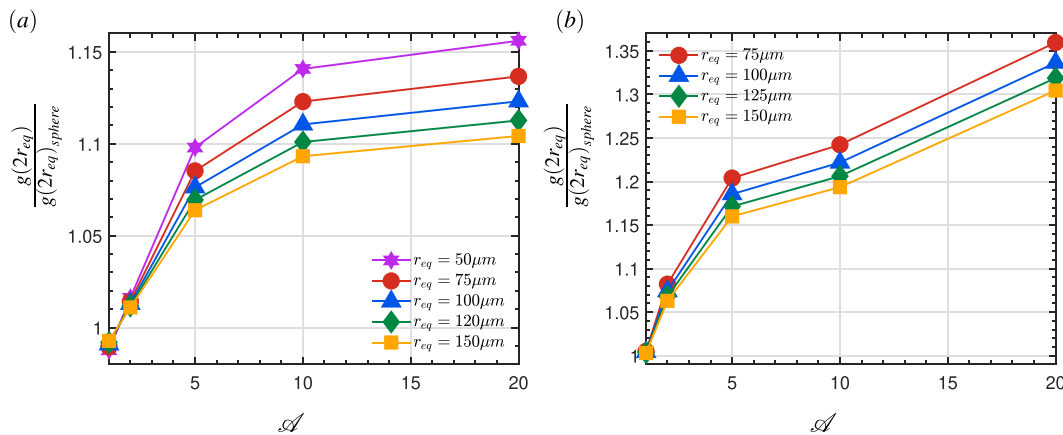 (a)
g(2r_eq)
g(2r_eq)_sphere
1.15
1.1
1.05
1
5
10
15
20
𝒜
r_eq = 50μm
r_eq = 75μm
r_eq = 100μm
r_eq = 120μm
r_eq = 150μm
(b)
g(2r_eq)
g(2r_eq)_sphere
1.35
1.3
1.25
1.2
1.15
1.1
1.05
1
5
10
15
20
𝒜
r_eq = 75μm
r_eq = 100μm
r_eq = 125μm
r_eq = 150μm